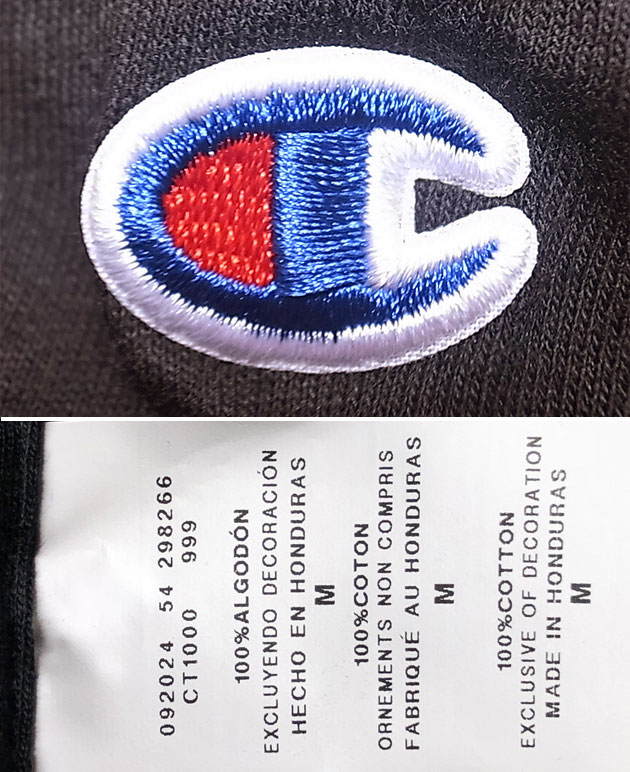 092024 54 298266
CT1000 999
100%ALGODÓN
EXCLUYENDO DECORACIÓN
HECHO EN HONDURAS
M
100%COTON
ORNEMENTS NON COMPRIS
FABRIQUÉ AU HONDURAS
M
100%COTTON
EXCLUSIVE OF DECORATION
MADE IN HONDURAS
M